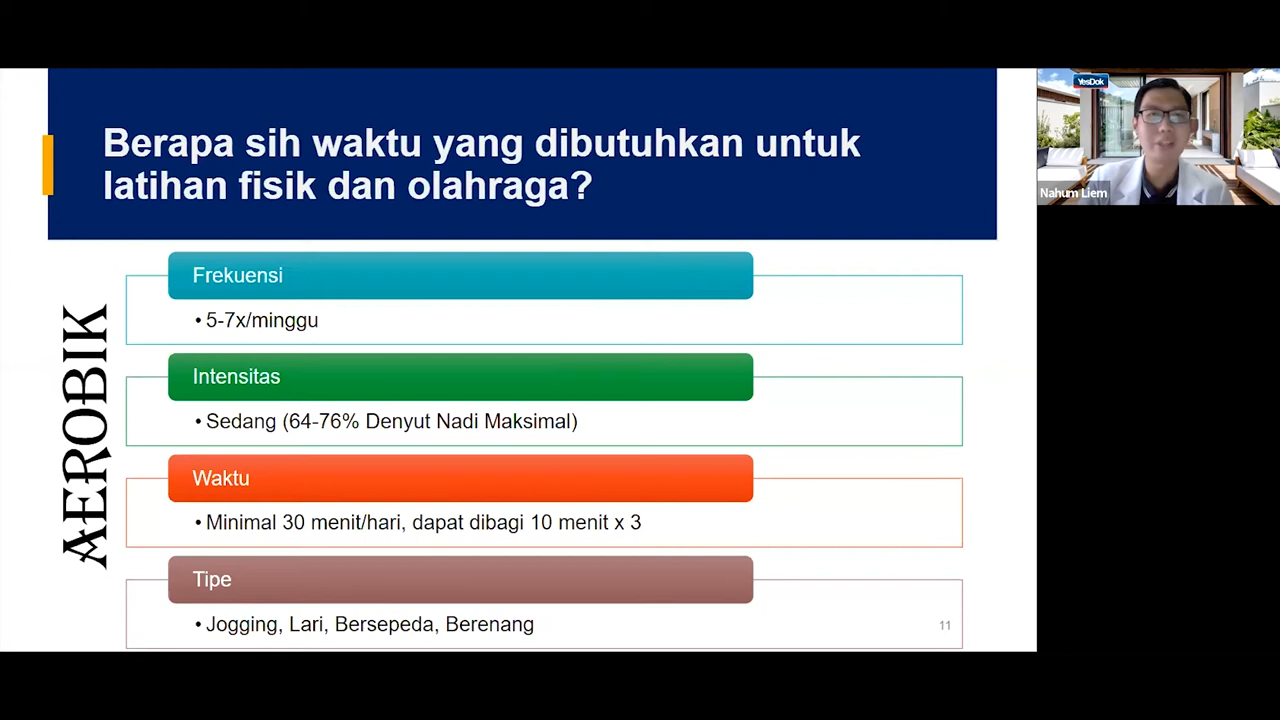 Berapa sih waktu yang dibutuhkan untuk
latihan fisik dan olahraga?
AEROBIK
Frekuensi
• 5-7x/minggu
Intensitas
• Sedang (64-76% Denyut Nadi Maksimal)
Waktu
• Minimal 30 menit/hari, dapat dibagi 10 menit x 3
Tipe
• Jogging, Lari, Bersepeda, Berenang
11
YesDok
Nahum Liem